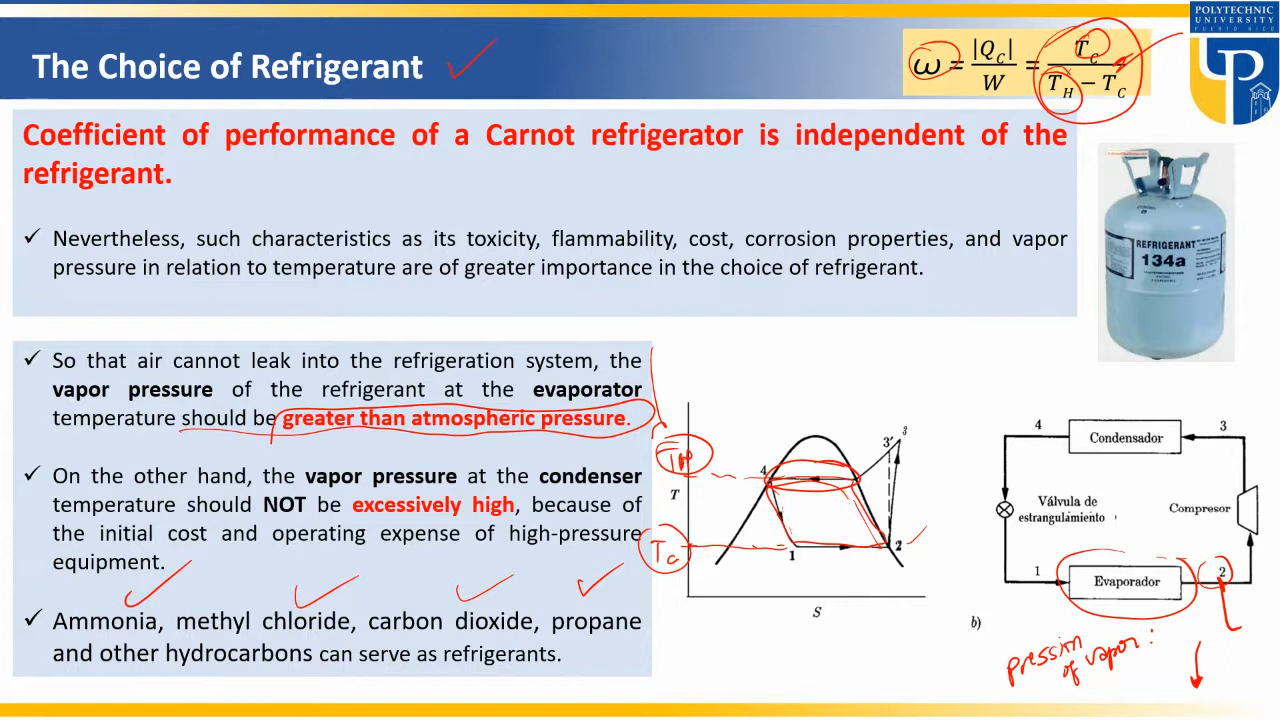 POLYTECHNIC
UNIVERSITY
PUERTO RICO
The Choice of Refrigerant
ω = |Q_C| / W = T_C / (T_H − T_C)
Coefficient of performance of a Carnot refrigerator is independent of the
refrigerant.
✓ Nevertheless, such characteristics as its toxicity, flammability, cost, corrosion properties, and vapor
pressure in relation to temperature are of greater importance in the choice of refrigerant.
REFRIGERANT
134a
✓ So that air cannot leak into the refrigeration system, the
vapor pressure of the refrigerant at the evaporator
temperature should be greater than atmospheric pressure.
✓ On the other hand, the vapor pressure at the condenser
temperature should NOT be excessively high, because of
the initial cost and operating expense of high-pressure
equipment.
✓ Ammonia, methyl chloride, carbon dioxide, propane
and other hydrocarbons can serve as refrigerants.
T
4
3'
3
1
2
S
Tc
4
Condensador
3
Válvula de
estrangulamiento
Compresor
1
Evaporador
2
b)
pression
of vapor: